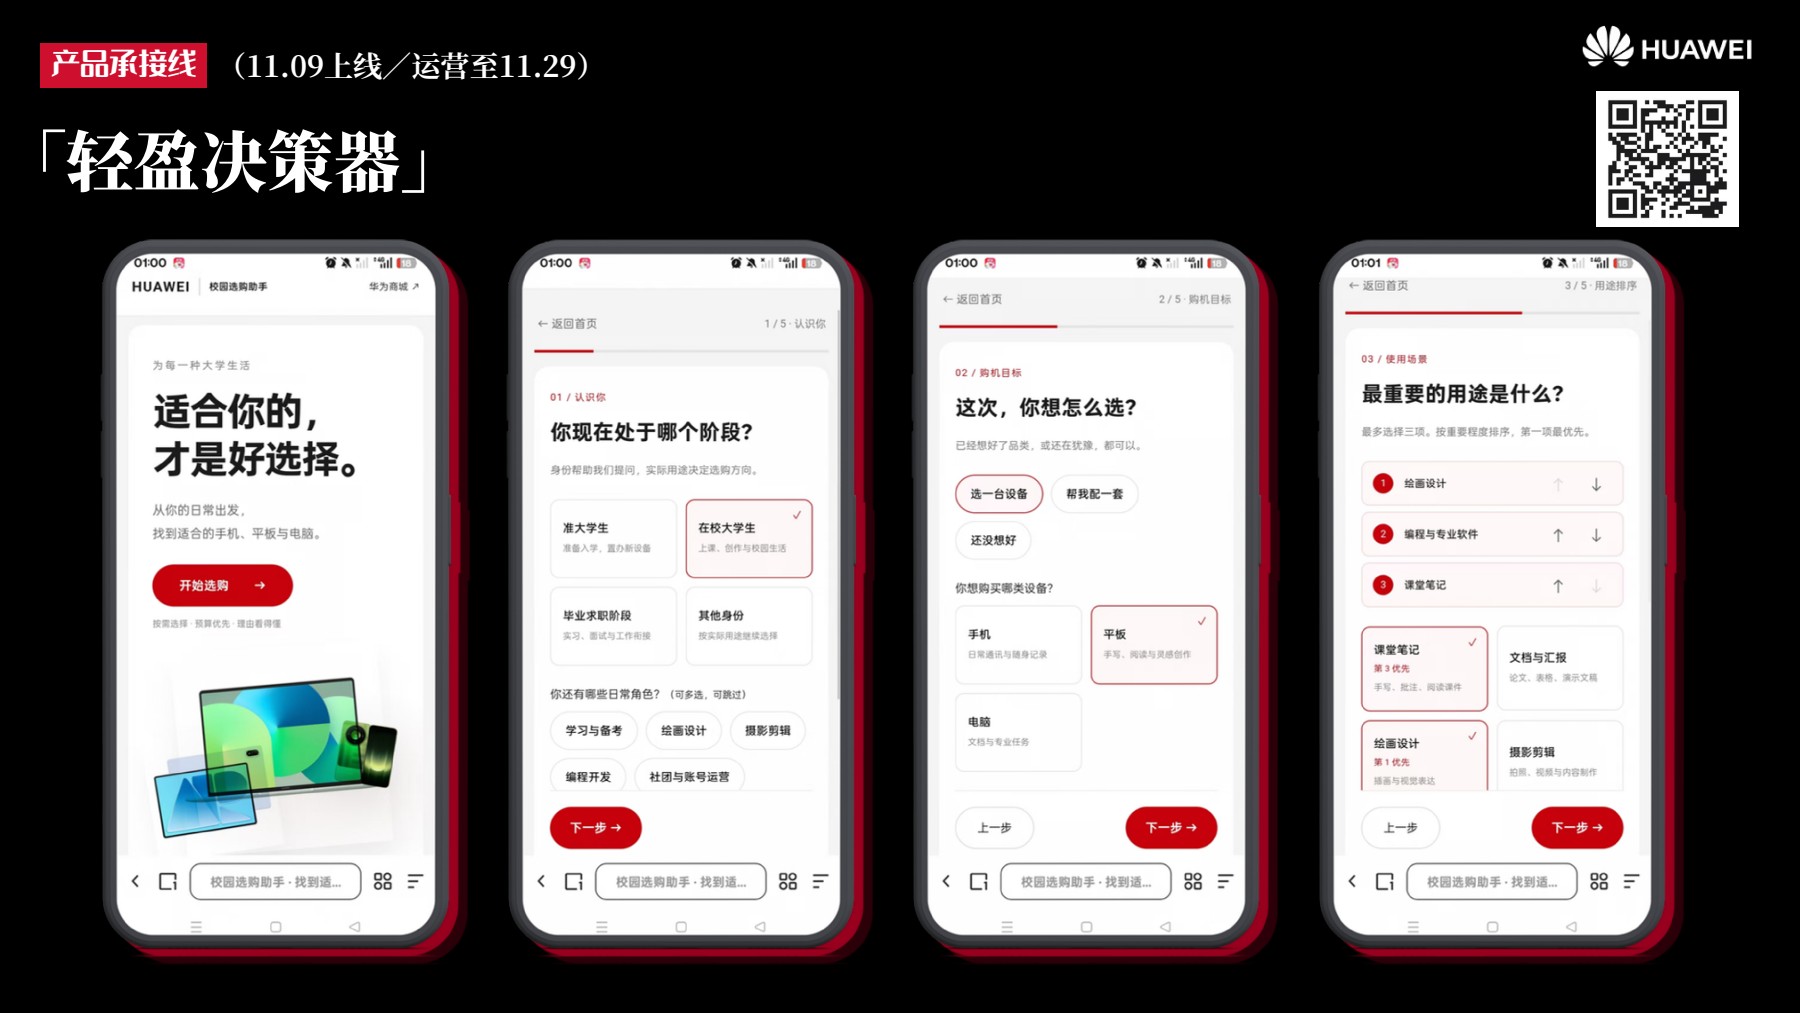 产品承接线
（11.09上线／运营至11.29）
HUAWEI
「轻盈决策器」
01:00
HUAWEI
校园选购助手
华为商城 ↗
为每一种大学生活
适合你的，
才是好选择。
从你的日常出发，
找到适合的手机、平板与电脑。
开始选购 →
按需选择 · 预算优先 · 理由看得懂
校园选购助手 · 找到适...
01:00
← 返回首页
1 / 5 · 认识你
01 / 认识你
你现在处于哪个阶段？
身份帮助我们提问，实际用途决定选购方向。
准大学生
准备入学，置办新设备
在校大学生
上课、创作与校园生活
毕业求职阶段
实习、面试与工作衔接
其他身份
按实际用途继续选择
你还有哪些日常角色？（可多选，可跳过）
学习与备考
绘画设计
摄影剪辑
编程开发
社团与账号运营
下一步 →
校园选购助手 · 找到适...
01:00
← 返回首页
2 / 5 · 购机目标
02 / 购机目标
这次，你想怎么选？
已经想好了品类，或还在犹豫，都可以。
选一台设备
帮我配一套
还没想好
你想购买哪类设备？
手机
日常通讯与随身记录
平板
手写、阅读与灵感创作
电脑
文档与专业任务
上一步
下一步 →
校园选购助手 · 找到适...
01:01
← 返回首页
3 / 5 · 用途排序
03 / 使用场景
最重要的用途是什么？
最多选择三项。按重要程度排序，第一项最优先。
1 绘画设计 ↑ ↓
2 编程与专业软件 ↑ ↓
3 课堂笔记 ↑ ↓
课堂笔记
第 3 优先
手写、批注、阅读课件
文档与汇报
论文、表格、演示文稿
绘画设计
第 1 优先
插画与视觉表达
摄影剪辑
拍照、视频与内容制作
上一步
下一步 →
校园选购助手 · 找到适...